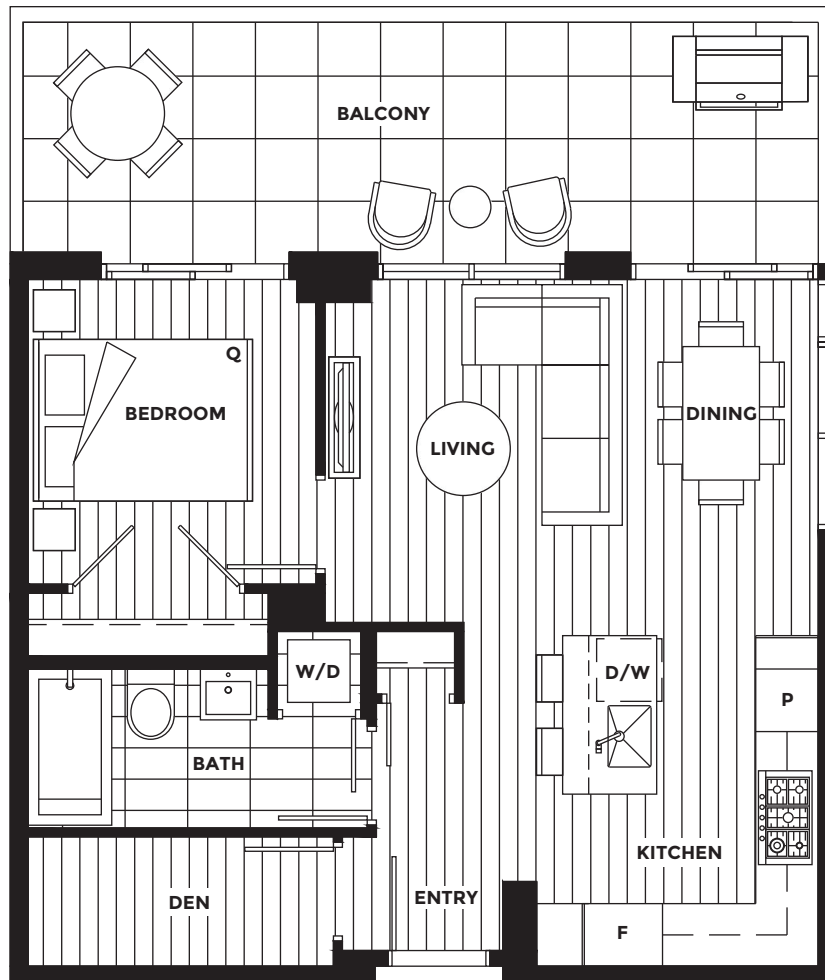 BALCONY
Q
BEDROOM
LIVING
DINING
W/D
D/W
P
BATH
KITCHEN
DEN
ENTRY
F